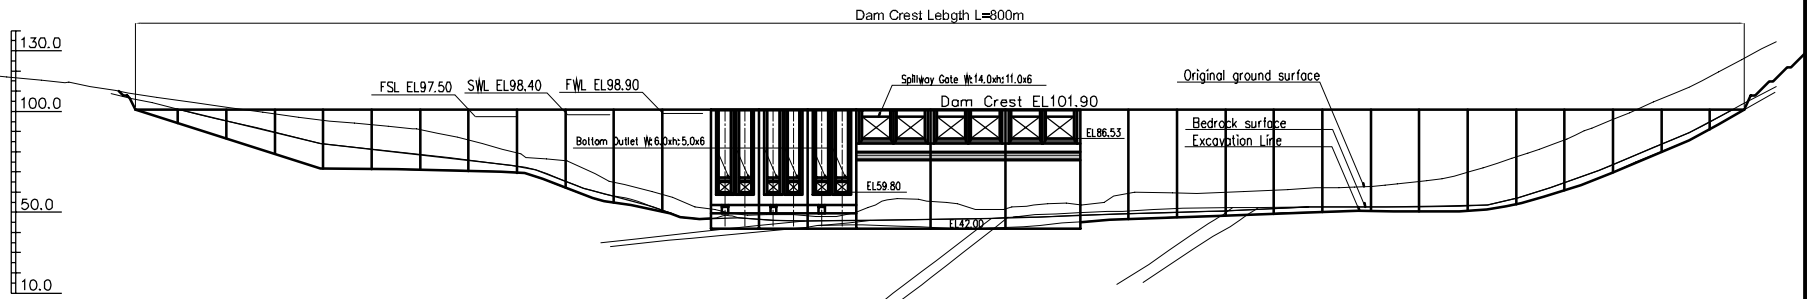 Dam Crest Lebgth L=800m
130.0
FSL EL97.50
SWL EL98.40
FWL EL98.90
Spillway Gate W:14.0xh:11.0x6
Original ground surface
100.0
Dam Crest EL101.90
Bedrock surface
EL86.53
Bottom Outlet W:6.0xh:5.0x6
Excavation Line
EL59.80
50.0
EL42.00
10.0